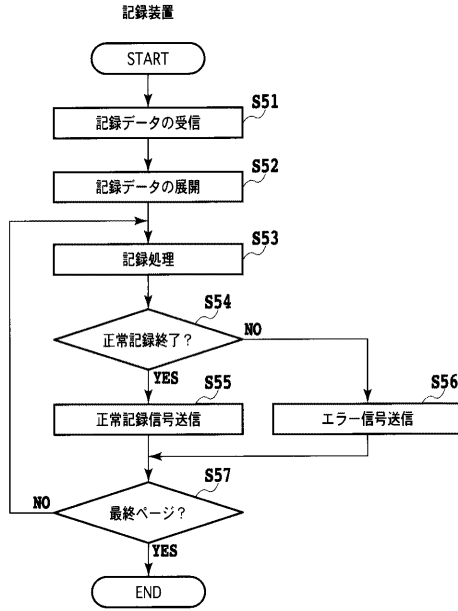 記録装置
START
S51
記録データの受信
S52
記録データの展開
S53
記録処理
S54
正常記録終了?
NO
YES
S55
正常記録信号送信
S56
エラー信号送信
S57
最終ページ?
NO
YES
END